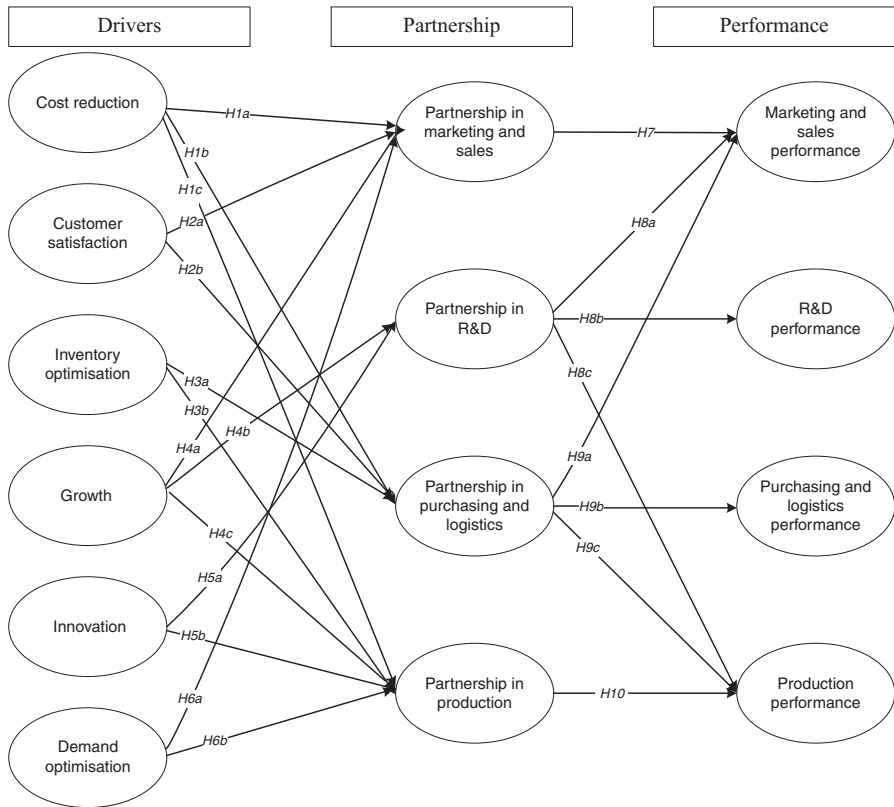 Drivers
Partnership
Performance
Cost reduction
Customer
satisfaction
Inventory
optimisation
Growth
Innovation
Demand
optimisation
H1a
H1b
H1c
H2a
H2b
H3a
H3b
H4a
H4b
H4c
H5a
H5b
H6a
H6b
Partnership in
marketing and
sales
Partnership in
R&D
Partnership in
purchasing and
logistics
Partnership in
production
H7
H8a
H8b
H8c
H9a
H9b
H9c
H10
Marketing and
sales
performance
R&D
performance
Purchasing and
logistics
performance
Production
performance